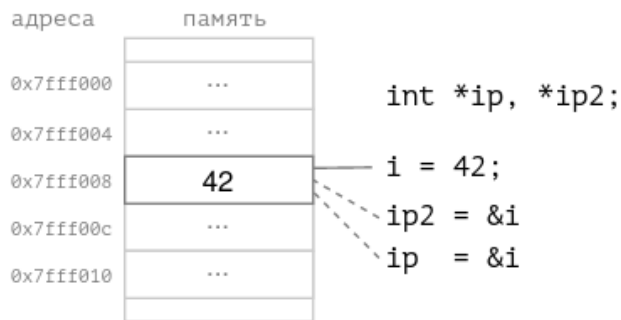 адреса память
0x7fff000 ...
int *ip, *ip2;
0x7fff004 ...
i = 42;
0x7fff008 42
ip2 = &i
0x7fff00c ...
ip  = &i
0x7fff010 ...